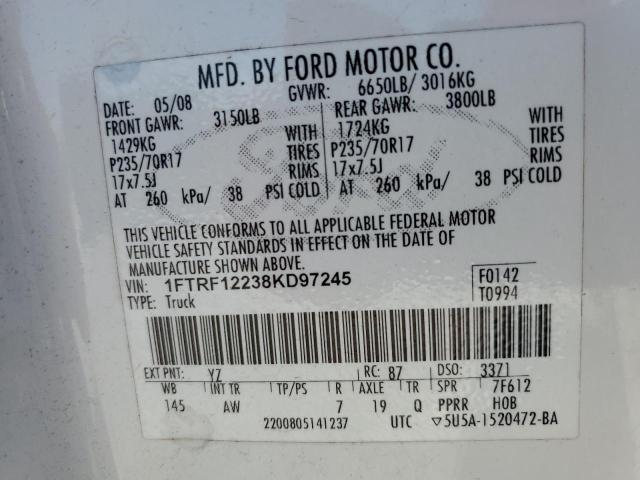 MFD. BY FORD MOTOR CO.
DATE: 05/08 GVWR: 6650LB/ 3016KG
FRONT GAWR: 3150LB REAR GAWR: 3800LB
1429KG WITH 1724KG WITH
P235/70R17 TIRES P235/70R17 TIRES
17x7.5J RIMS 17x7.5J RIMS
AT 260 kPa/ 38 PSI COLD AT 260 kPa/ 38 PSI COLD
THIS VEHICLE CONFORMS TO ALL APPLICABLE FEDERAL MOTOR
VEHICLE SAFETY STANDARDS IN EFFECT ON THE DATE OF
MANUFACTURE SHOWN ABOVE.
VIN: 1FTRF12238KD97245 F0142
TYPE: Truck T0994
EXT PNT: YZ RC: 87 DSO: 3371
WB INT TR TP/PS R AXLE TR SPR 7F612
145 AW 7 19 Q PPRR HOB
2200805141237 UTC ▽5U5A-1520472-BA